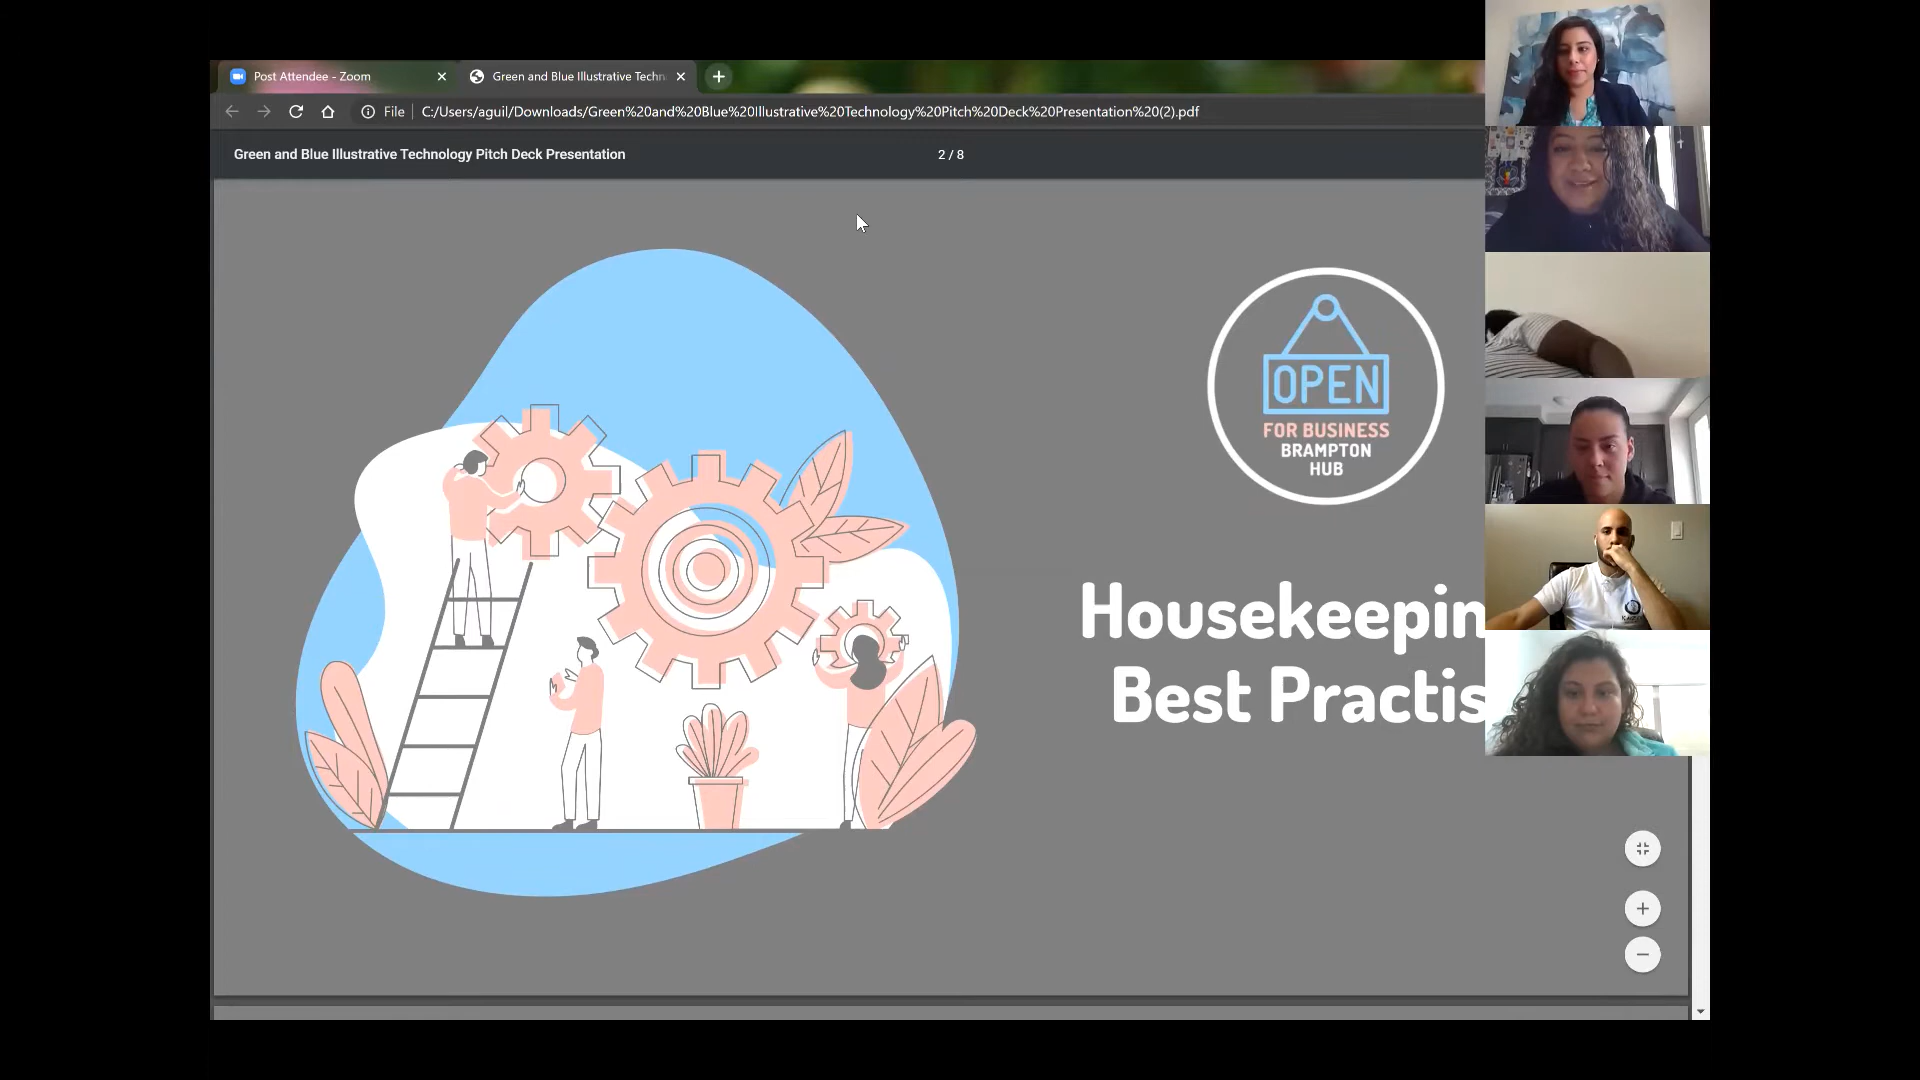 Post Attendee - Zoom
Green and Blue Illustrative Techn
File
C:/Users/aguil/Downloads/Green%20and%20Blue%20Illustrative%20Technology%20Pitch%20Deck%20Presentation%20(2).pdf
Green and Blue Illustrative Technology Pitch Deck Presentation
2 / 8
OPEN
FOR BUSINESS
BRAMPTON
HUB
Housekeepin
Best Practis